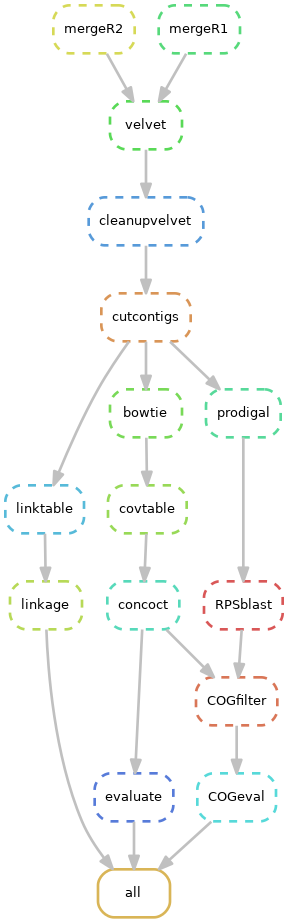 mergeR2
mergeR1
velvet
cleanupvelvet
cutcontigs
bowtie
prodigal
linktable
covtable
linkage
concoct
RPSblast
COGfilter
evaluate
COGeval
all